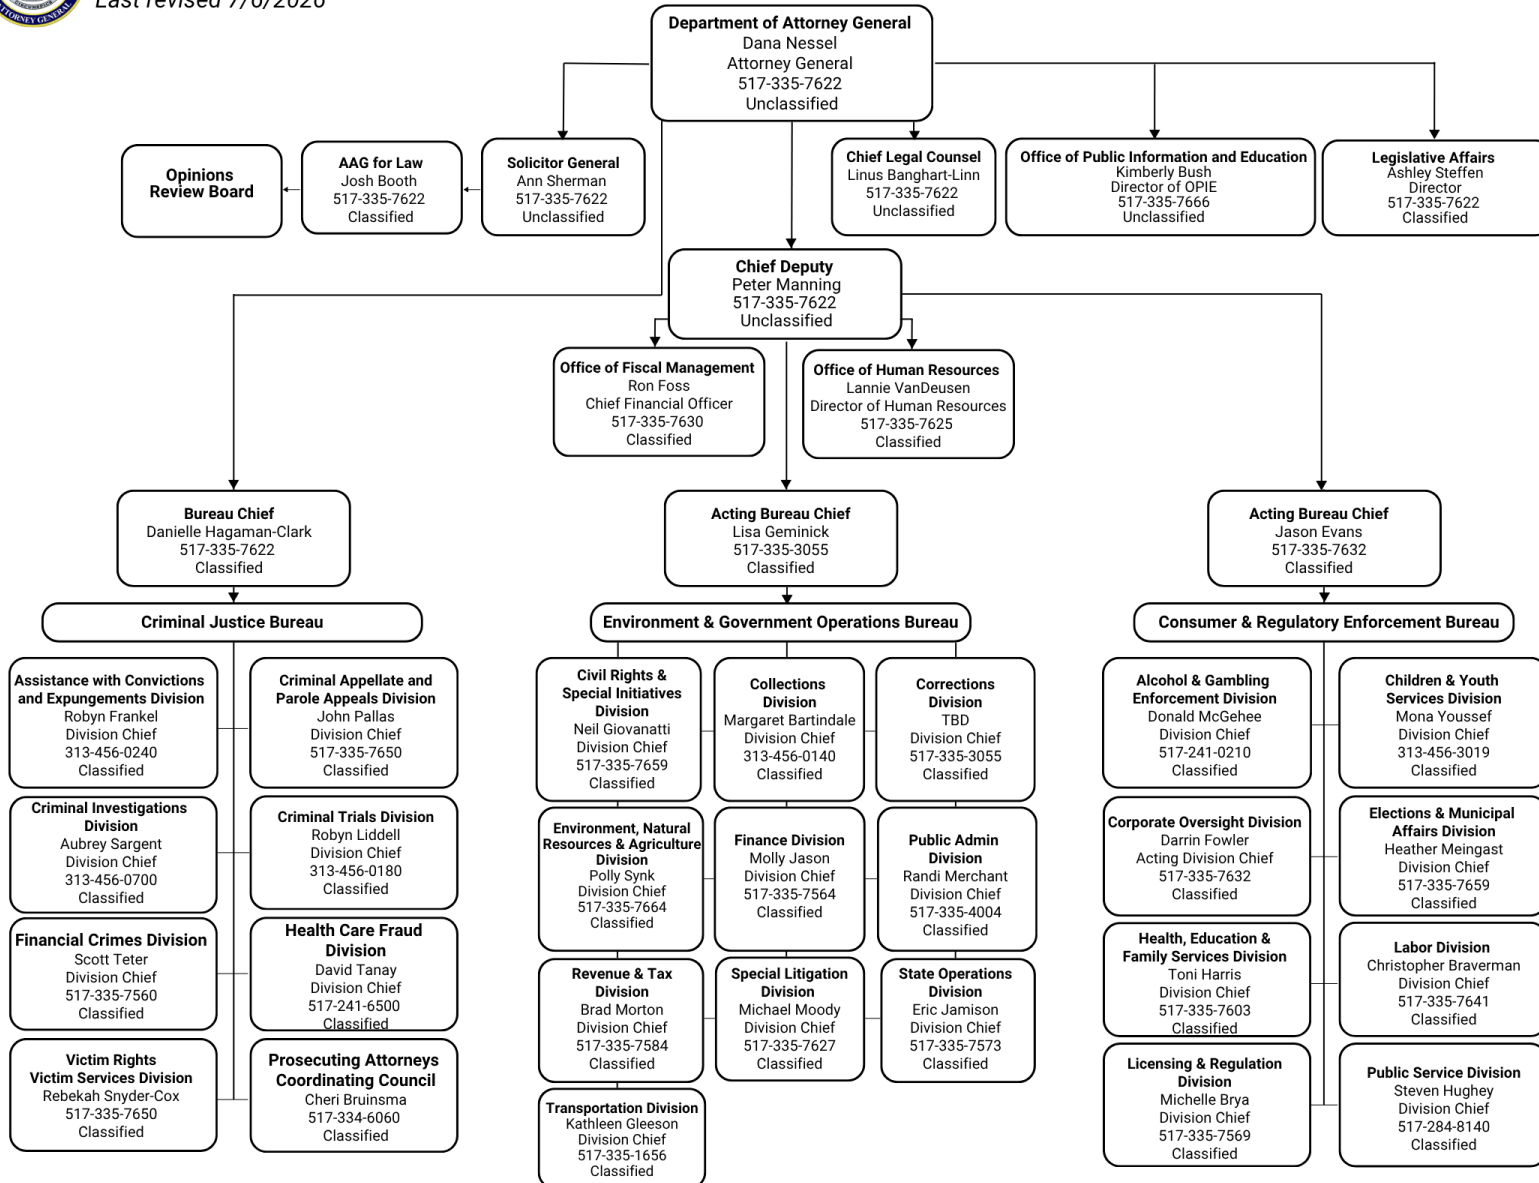 Last revised 7/6/2026
ATTORNEY GENERAL
Department of Attorney General
Dana Nessel
Attorney General
517-335-7622
Unclassified
Opinions
Review Board
AAG for Law
Josh Booth
517-335-7622
Classified
Solicitor General
Ann Sherman
517-335-7622
Unclassified
Chief Legal Counsel
Linus Banghart-Linn
517-335-7622
Unclassified
Office of Public Information and Education
Kimberly Bush
Director of OPIE
517-335-7666
Unclassified
Legislative Affairs
Ashley Steffen
Director
517-335-7622
Classified
Chief Deputy
Peter Manning
517-335-7622
Unclassified
Office of Fiscal Management
Ron Foss
Chief Financial Officer
517-335-7630
Classified
Office of Human Resources
Lannie VanDeusen
Director of Human Resources
517-335-7625
Classified
Bureau Chief
Danielle Hagaman-Clark
517-335-7622
Classified
Acting Bureau Chief
Lisa Geminick
517-335-3055
Classified
Acting Bureau Chief
Jason Evans
517-335-7632
Classified
Criminal Justice Bureau
Environment & Government Operations Bureau
Consumer & Regulatory Enforcement Bureau
Assistance with Convictions
and Expungements Division
Robyn Frankel
Division Chief
313-456-0240
Classified
Criminal Appellate and
Parole Appeals Division
John Pallas
Division Chief
517-335-7650
Classified
Criminal Investigations
Division
Aubrey Sargent
Division Chief
313-456-0700
Classified
Criminal Trials Division
Robyn Liddell
Division Chief
313-456-0180
Classified
Financial Crimes Division
Scott Teter
Division Chief
517-335-7560
Classified
Health Care Fraud
Division
David Tanay
Division Chief
517-241-6500
Classified
Victim Rights
Victim Services Division
Rebekah Snyder-Cox
517-335-7650
Classified
Prosecuting Attorneys
Coordinating Council
Cheri Bruinsma
517-334-6060
Classified
Civil Rights &
Special Initiatives
Division
Neil Giovanatti
Division Chief
517-335-7659
Classified
Collections
Division
Margaret Bartindale
Division Chief
313-456-0140
Classified
Corrections
Division
TBD
Division Chief
517-335-3055
Classified
Environment, Natural
Resources & Agriculture
Division
Polly Synk
Division Chief
517-335-7664
Classified
Finance Division
Molly Jason
Division Chief
517-335-7564
Classified
Public Admin
Division
Randi Merchant
Division Chief
517-335-4004
Classified
Revenue & Tax
Division
Brad Morton
Division Chief
517-335-7584
Classified
Special Litigation
Division
Michael Moody
Division Chief
517-335-7627
Classified
State Operations
Division
Eric Jamison
Division Chief
517-335-7573
Classified
Transportation Division
Kathleen Gleeson
Division Chief
517-335-1656
Classified
Alcohol & Gambling
Enforcement Division
Donald McGehee
Division Chief
517-241-0210
Classified
Children & Youth
Services Division
Mona Youssef
Division Chief
313-456-3019
Classified
Corporate Oversight Division
Darrin Fowler
Acting Division Chief
517-335-7632
Classified
Elections & Municipal
Affairs Division
Heather Meingast
Division Chief
517-335-7659
Classified
Health, Education &
Family Services Division
Toni Harris
Division Chief
517-335-7603
Classified
Labor Division
Christopher Braverman
Division Chief
517-335-7641
Classified
Licensing & Regulation
Division
Michelle Brya
Division Chief
517-335-7569
Classified
Public Service Division
Steven Hughey
Division Chief
517-284-8140
Classified